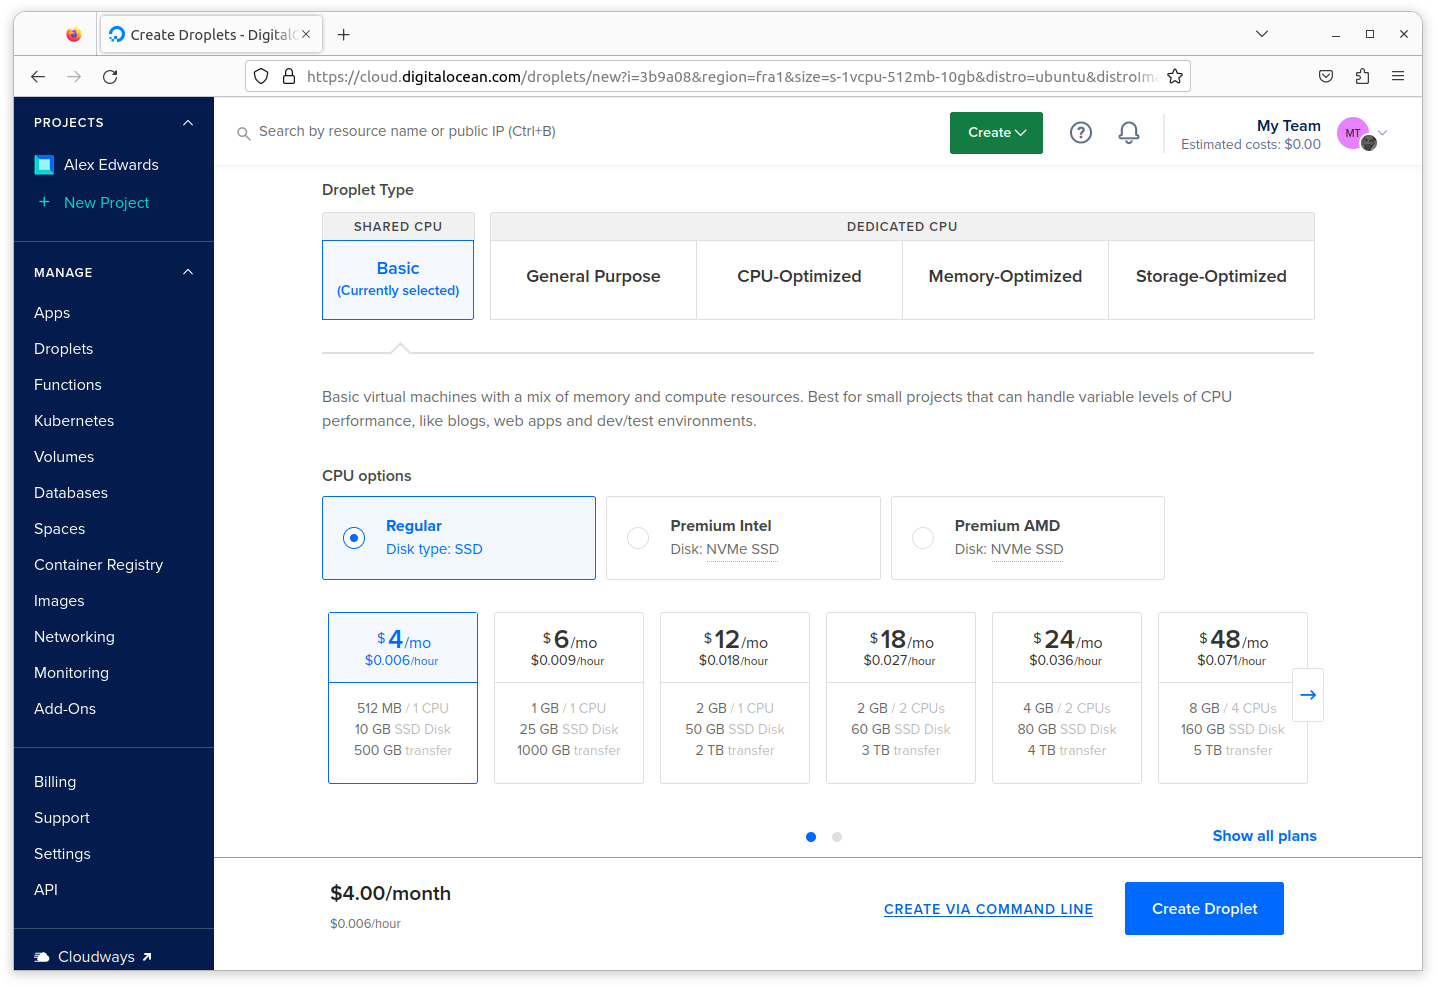 Create Droplets - DigitalO
https://cloud.digitalocean.com/droplets/new?i=3b9a08&region=fra1&size=s-1vcpu-512mb-10gb&distro=ubuntu&distroIma
PROJECTS
Alex Edwards
+ New Project
MANAGE
Apps
Droplets
Functions
Kubernetes
Volumes
Databases
Spaces
Container Registry
Images
Networking
Monitoring
Add-Ons
Billing
Support
Settings
API
Cloudways
Search by resource name or public IP (Ctrl+B)
Create
My Team
Estimated costs: $0.00
MT
Droplet Type
SHARED CPU
DEDICATED CPU
Basic
(Currently selected)
General Purpose
CPU-Optimized
Memory-Optimized
Storage-Optimized
Basic virtual machines with a mix of memory and compute resources. Best for small projects that can handle variable levels of CPU
performance, like blogs, web apps and dev/test environments.
CPU options
Regular
Disk type: SSD
Premium Intel
Disk: NVMe SSD
Premium AMD
Disk: NVMe SSD
$4/mo
$0.006/hour
512 MB / 1 CPU
10 GB SSD Disk
500 GB transfer
$6/mo
$0.009/hour
1 GB / 1 CPU
25 GB SSD Disk
1000 GB transfer
$12/mo
$0.018/hour
2 GB / 1 CPU
50 GB SSD Disk
2 TB transfer
$18/mo
$0.027/hour
2 GB / 2 CPUs
60 GB SSD Disk
3 TB transfer
$24/mo
$0.036/hour
4 GB / 2 CPUs
80 GB SSD Disk
4 TB transfer
$48/mo
$0.071/hour
8 GB / 4 CPUs
160 GB SSD Disk
5 TB transfer
Show all plans
$4.00/month
$0.006/hour
CREATE VIA COMMAND LINE
Create Droplet